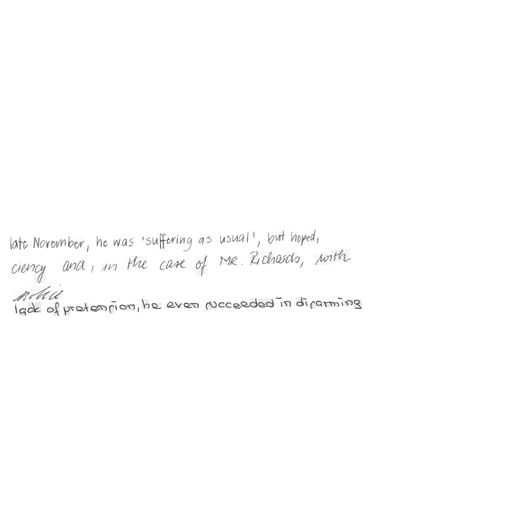 late November, he was 'suffering as usual', but hoped,
ciency and, in the case of Mr. Richards, with
lack of pretension, he even succeeded in disarming